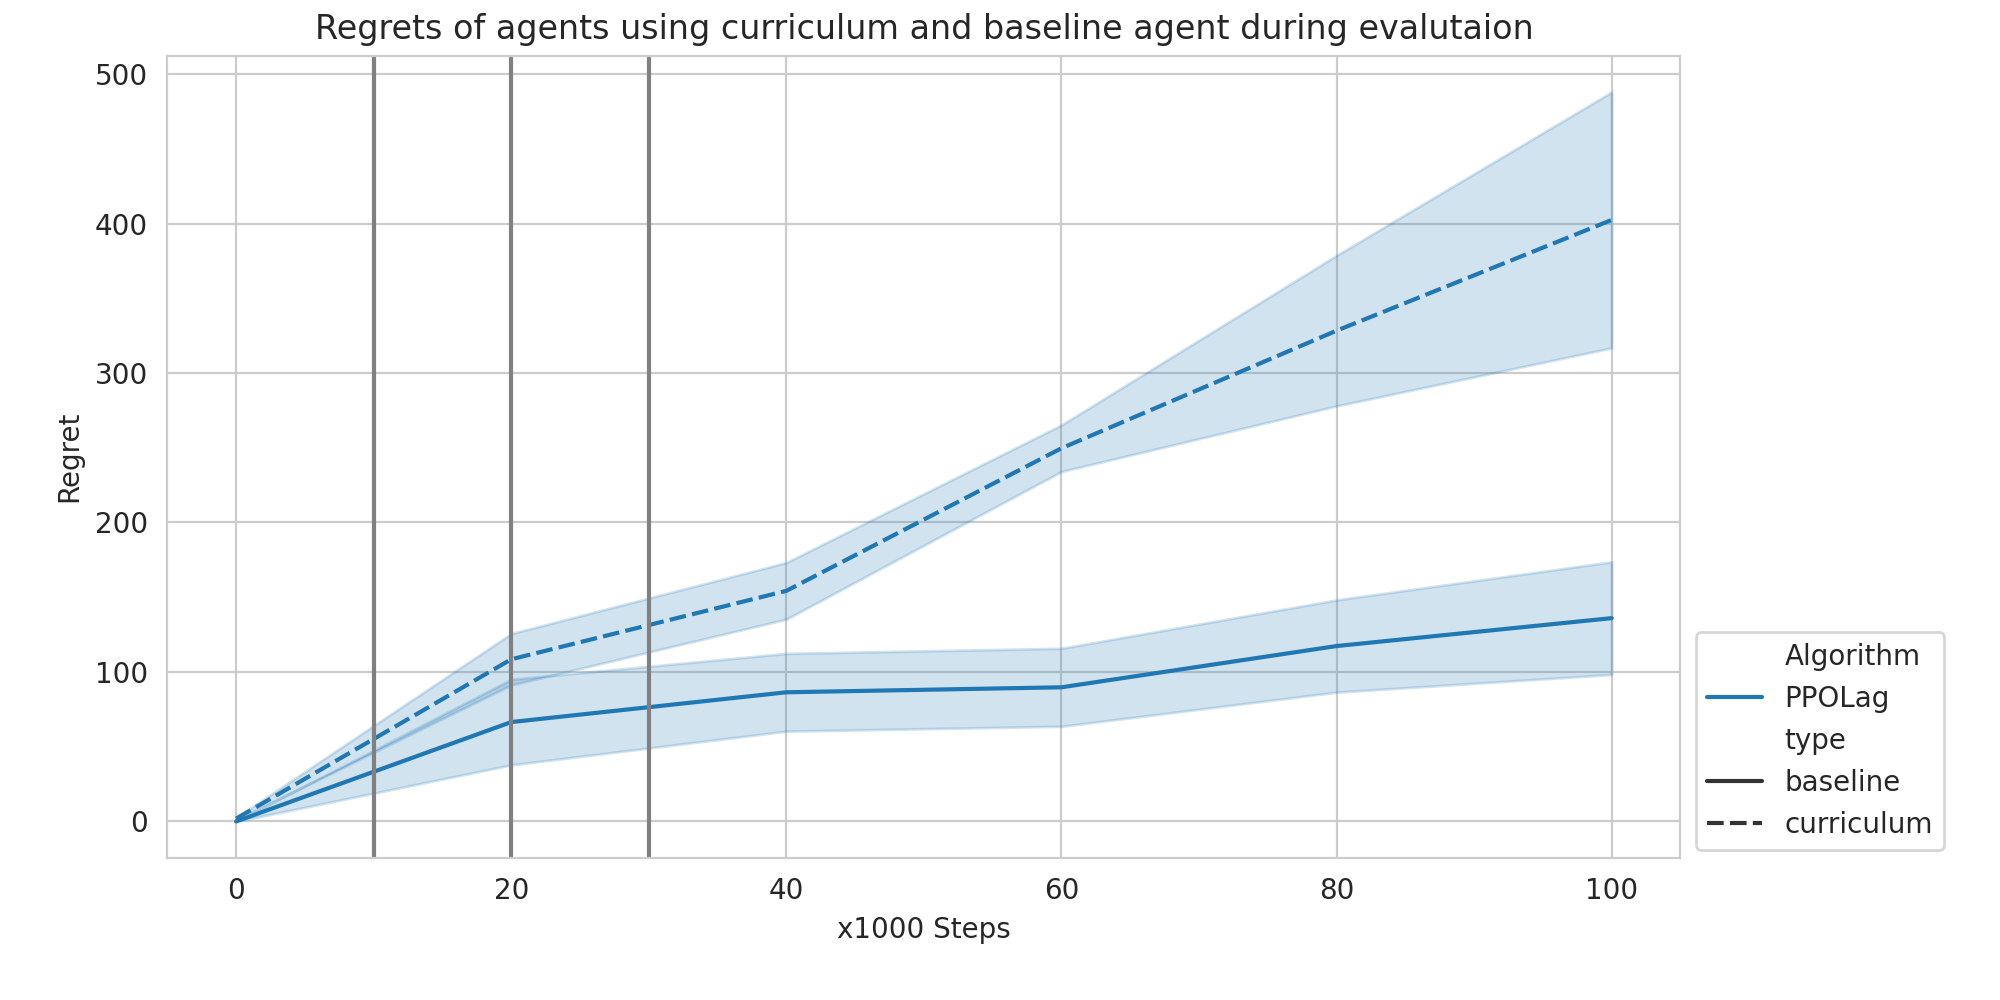 Regrets of agents using curriculum and baseline agent during evalutaion
500
400
300
200
100
0
Regret
0 20 40 60 80 100
x1000 Steps
Algorithm
PPOLag
type
baseline
curriculum